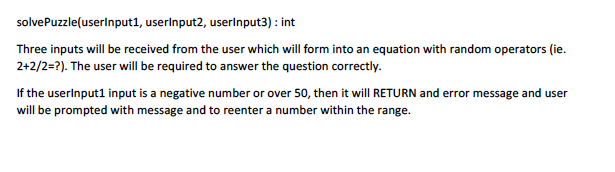 solvePuzzle(userInput1, userInput2, userInput3) : int
Three inputs will be received from the user which will form into an equation with random operators (ie.
2+2/2=?). The user will be required to answer the question correctly.
If the userInput1 input is a negative number or over 50, then it will RETURN and error message and user
will be prompted with message and to reenter a number within the range.